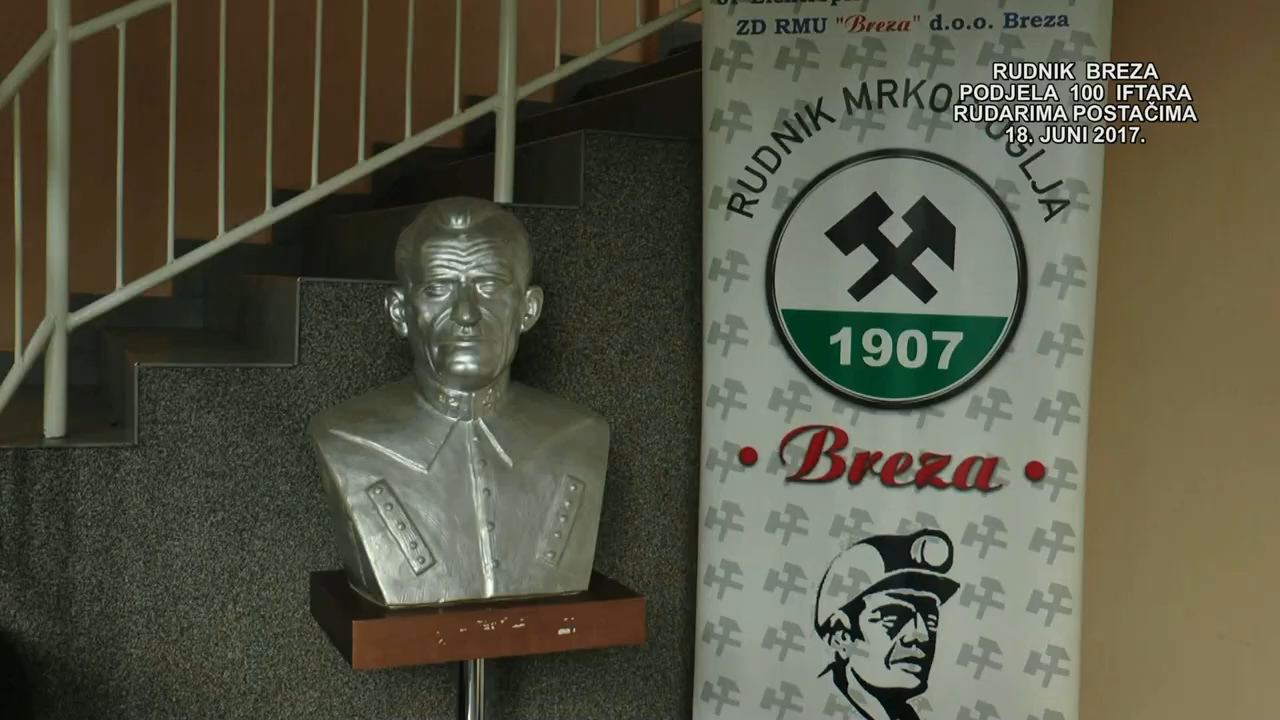 ZD RMU "Breza" d.o.o. Breza
RUDNIK MRKOG UGLJA
1907
• Breza •
RUDNIK BREZA
PODJELA 100 IFTARA
RUDARIMA POSTAČIMA
18. JUNI 2017.